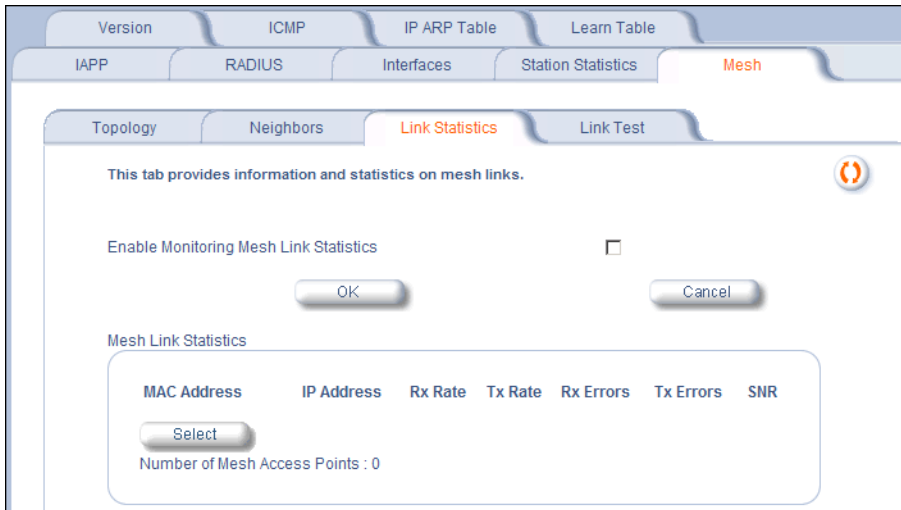 Version ICMP IP ARP Table Learn Table
IAPP RADIUS Interfaces Station Statistics Mesh
Topology Neighbors Link Statistics Link Test
This tab provides information and statistics on mesh links.
Enable Monitoring Mesh Link Statistics
OK Cancel
Mesh Link Statistics
MAC Address IP Address Rx Rate Tx Rate Rx Errors Tx Errors SNR
Select
Number of Mesh Access Points : 0